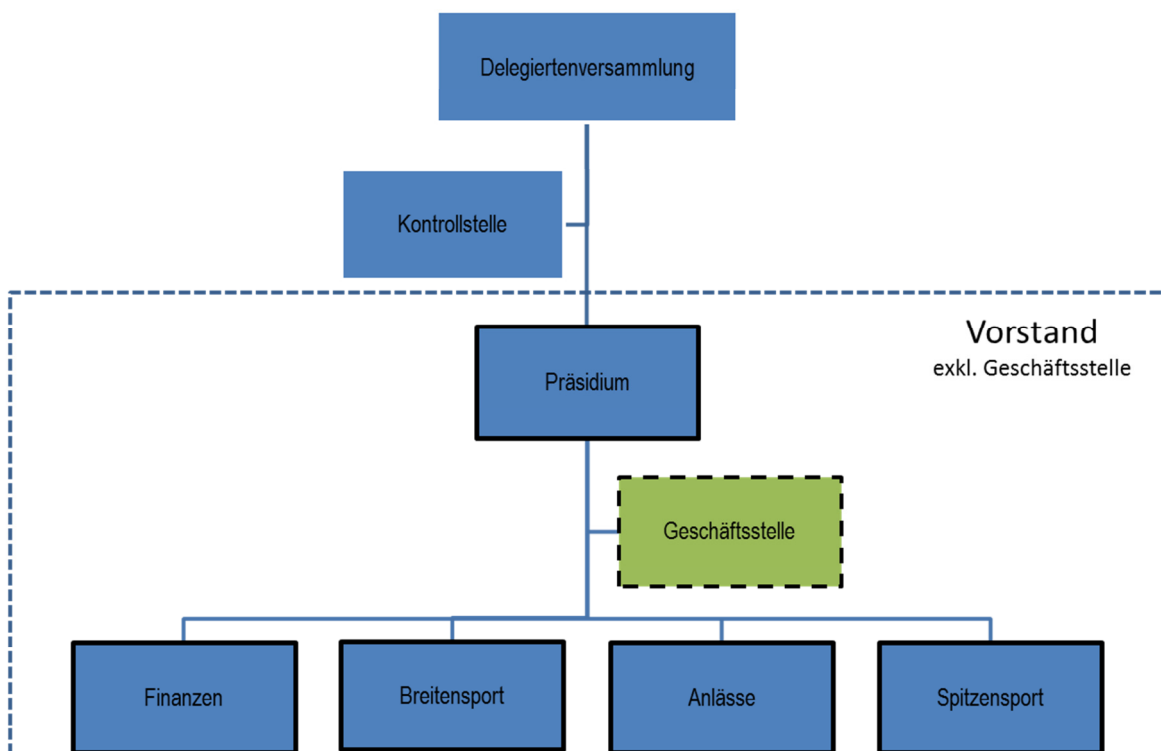 Delegiertenversammlung
Kontrollstelle
Vorstand
exkl. Geschäftsstelle
Präsidium
Geschäftsstelle
Finanzen
Breitensport
Anlässe
Spitzensport